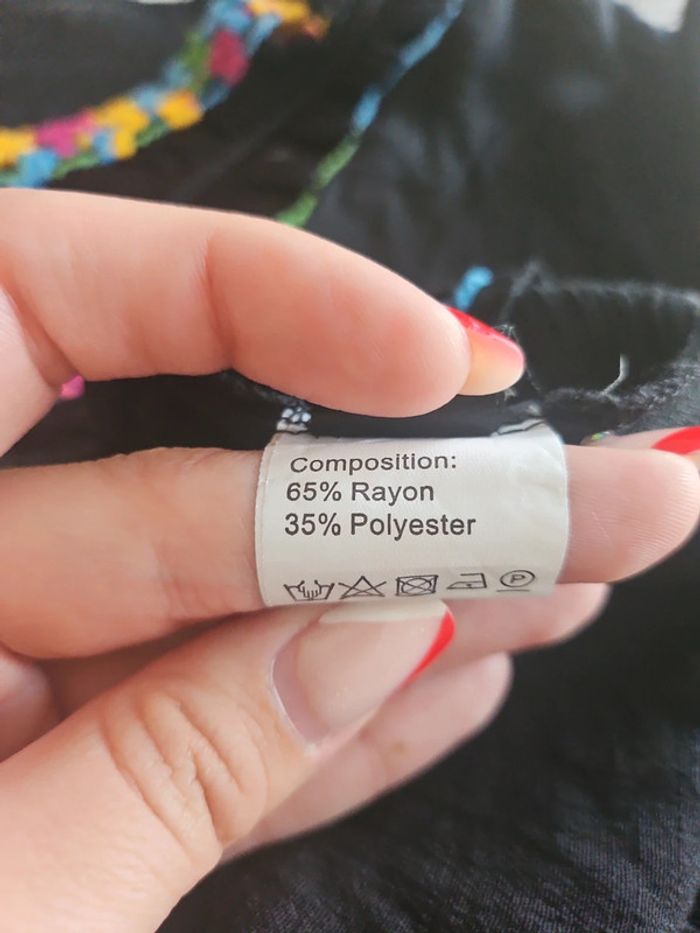 Composition:
65% Rayon
35% Polyester
P